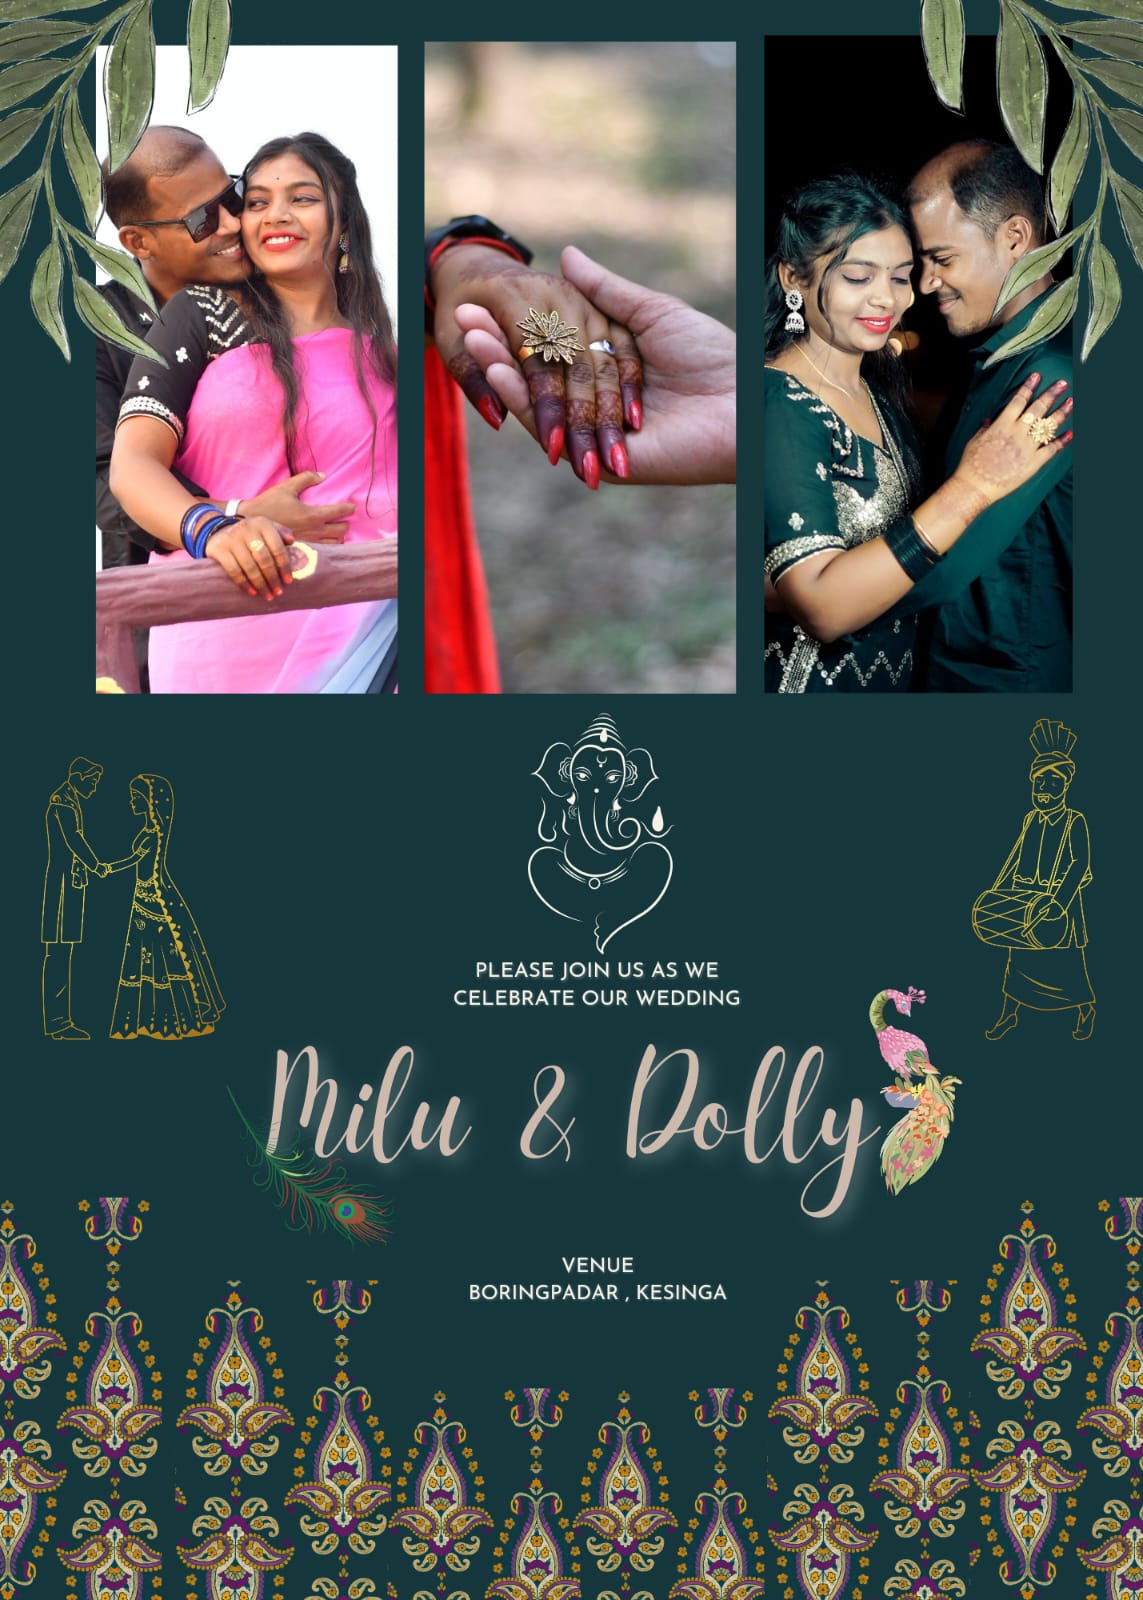 PLEASE JOIN US AS WE
CELEBRATE OUR WEDDING
Milu & Dolly
VENUE
BORINGPADAR , KESINGA